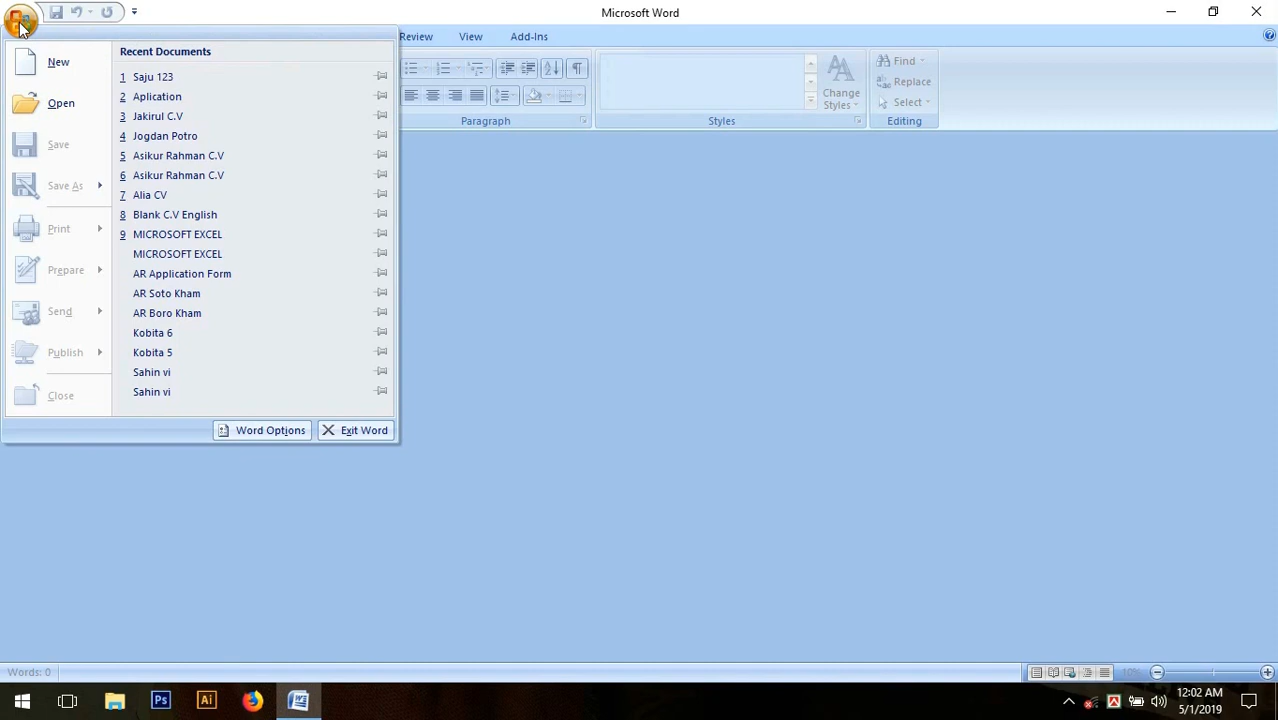 Microsoft Word
Review View Add-Ins
Recent Documents
New
Open
Save
Save As
Print
Prepare
Send
Publish
Close
1 Saju 123
2 Aplication
3 Jakirul C.V
4 Jogdan Potro
5 Asikur Rahman C.V
6 Asikur Rahman C.V
7 Alia CV
8 Blank C.V English
9 MICROSOFT EXCEL
MICROSOFT EXCEL
AR Application Form
AR Soto Kham
AR Boro Kham
Kobita 6
Kobita 5
Sahin vi
Sahin vi
Word Options Exit Word
Paragraph
Change
Styles
Styles
Find
Replace
Select
Editing
Words: 0
10%
Ps Ai
12:02 AM
5/1/2019